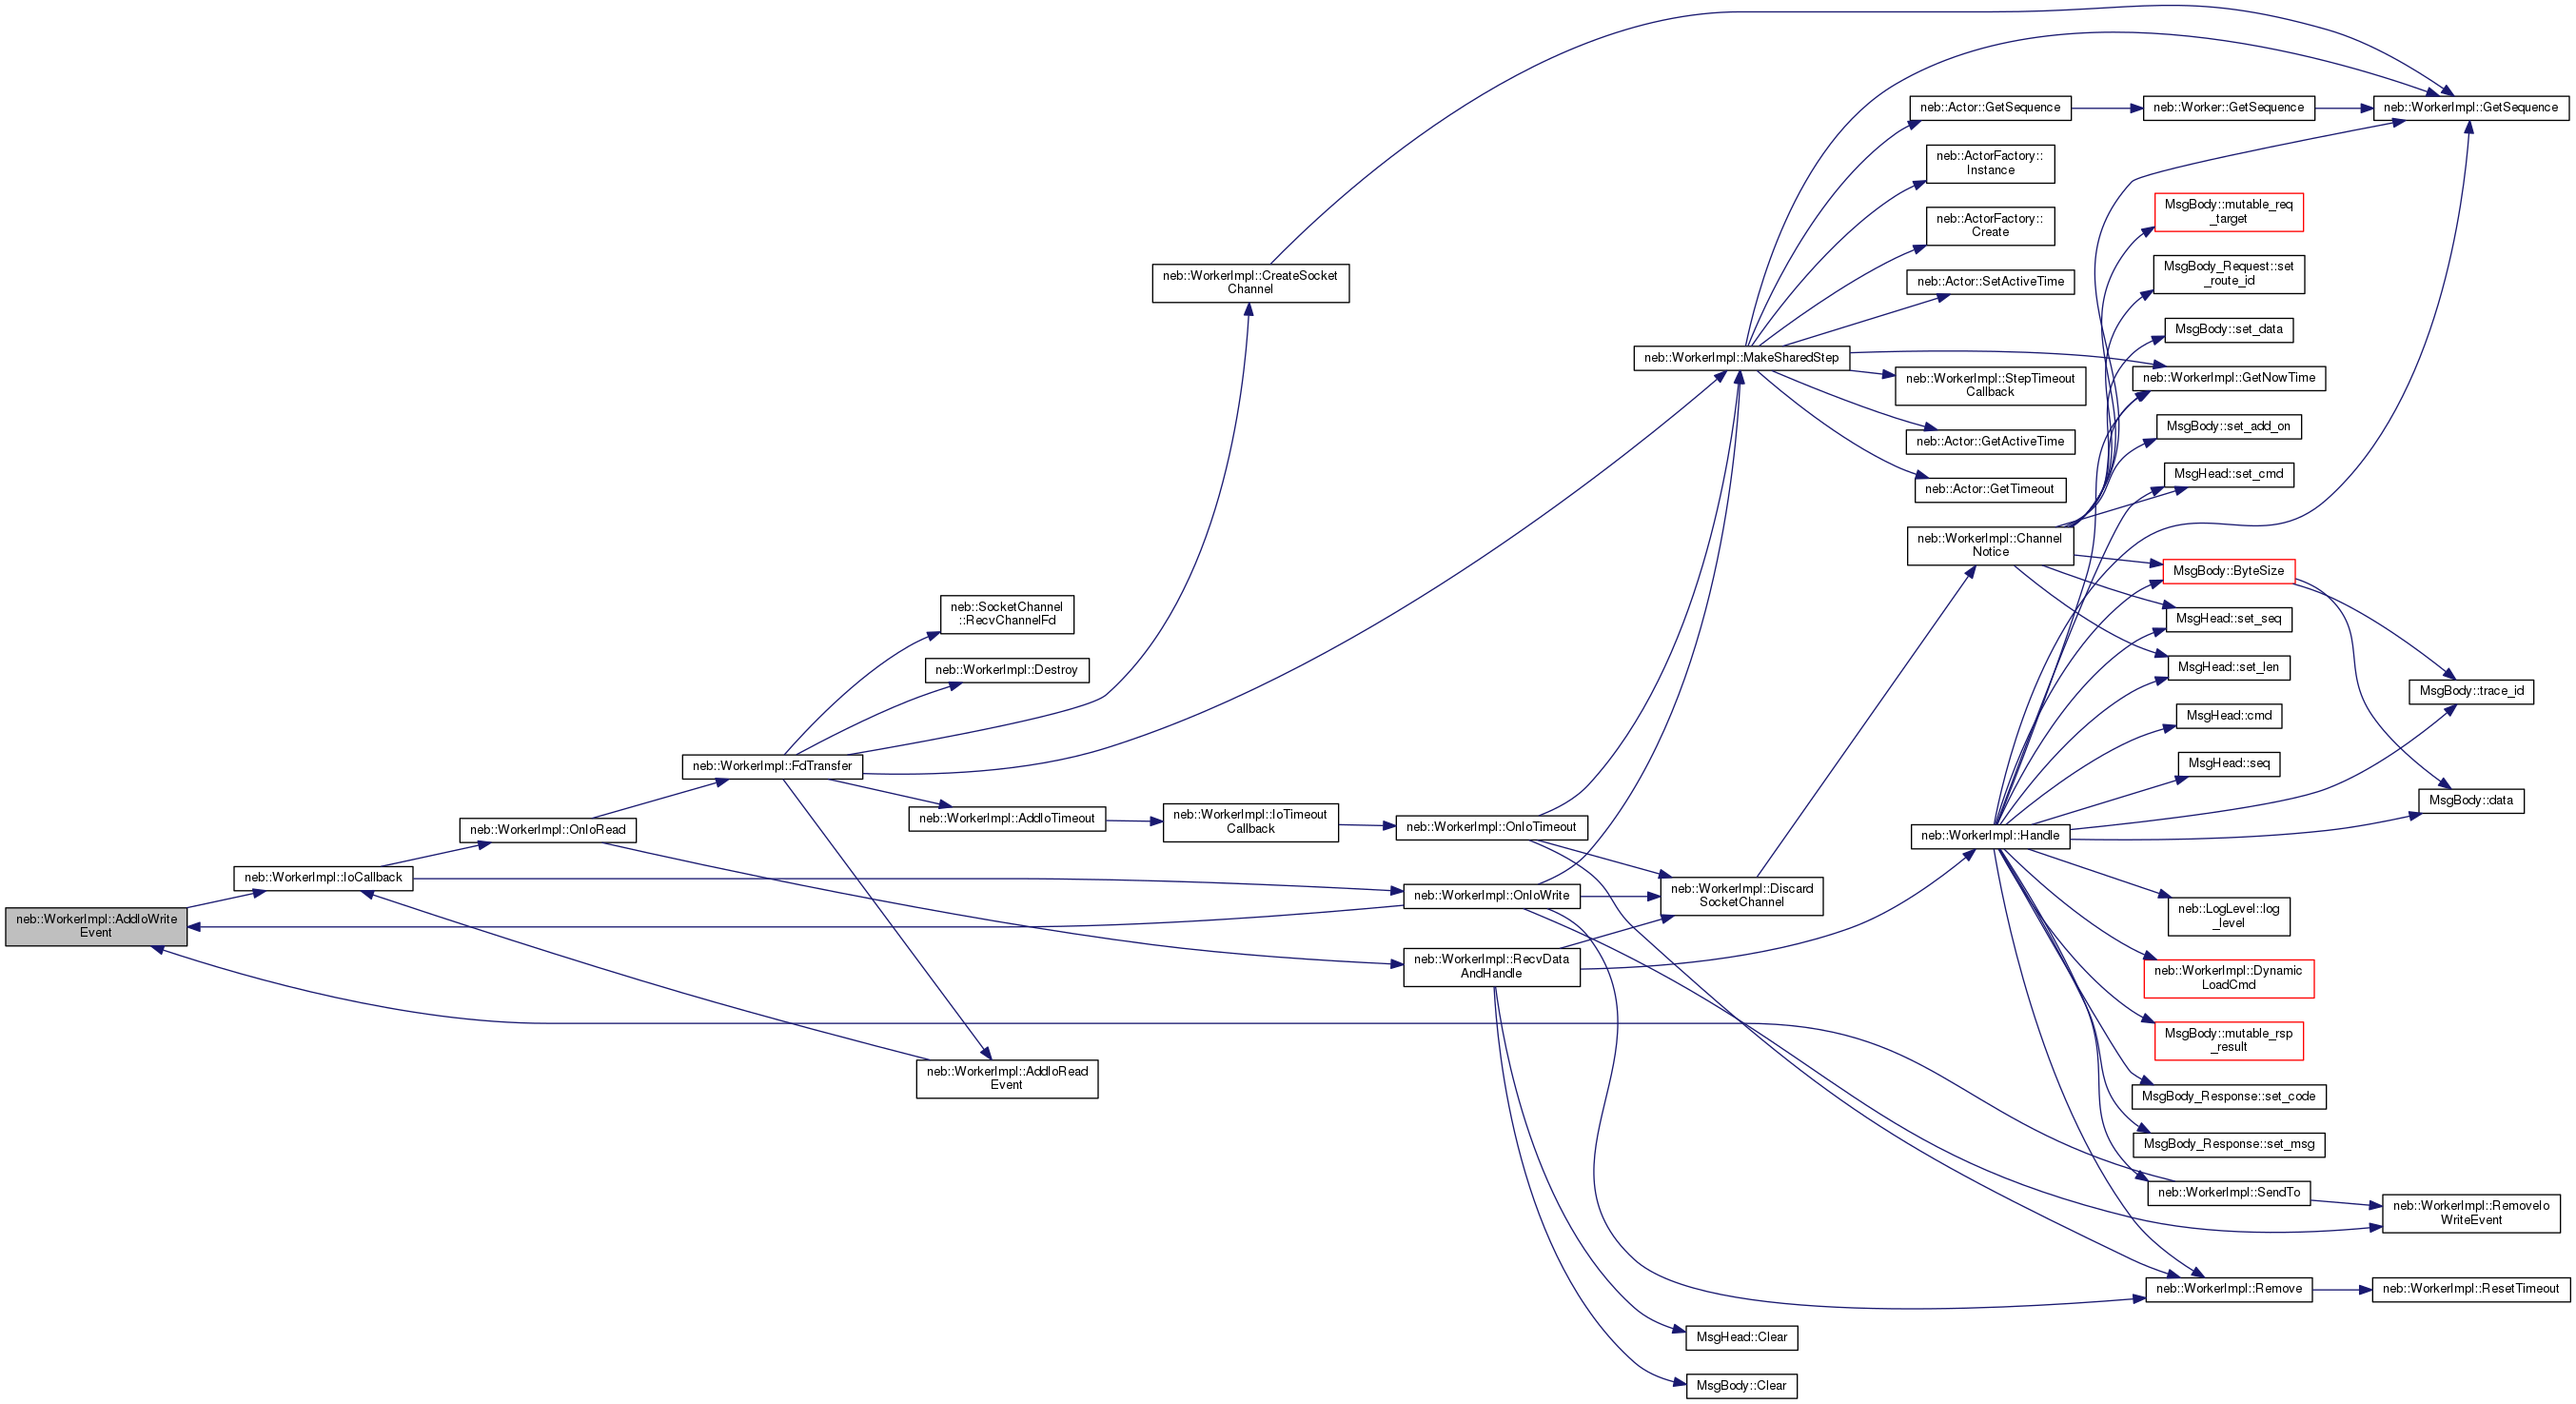 neb::WorkerImpl::AddIoWrite
Event
neb::WorkerImpl::IoCallback
neb::WorkerImpl::OnIoRead
neb::WorkerImpl::FdTransfer
neb::SocketChannel
::RecvChannelFd
neb::WorkerImpl::Destroy
neb::WorkerImpl::AddIoTimeout
neb::WorkerImpl::AddIoRead
Event
neb::WorkerImpl::CreateSocket
Channel
neb::WorkerImpl::IoTimeout
Callback
neb::WorkerImpl::OnIoTimeout
neb::WorkerImpl::OnIoWrite
neb::WorkerImpl::RecvData
AndHandle
neb::WorkerImpl::MakeSharedStep
neb::WorkerImpl::Discard
SocketChannel
MsgHead::Clear
MsgBody::Clear
neb::Actor::GetSequence
neb::ActorFactory::
Instance
neb::ActorFactory::
Create
neb::Actor::SetActiveTime
neb::WorkerImpl::StepTimeout
Callback
neb::Actor::GetActiveTime
neb::Actor::GetTimeout
neb::WorkerImpl::Channel
Notice
neb::WorkerImpl::Handle
neb::Worker::GetSequence
MsgBody::mutable_req
_target
MsgBody_Request::set
_route_id
MsgBody::set_data
neb::WorkerImpl::GetNowTime
MsgBody::set_add_on
MsgHead::set_cmd
MsgBody::ByteSize
MsgHead::set_seq
MsgHead::set_len
MsgHead::cmd
MsgHead::seq
neb::LogLevel::log
_level
neb::WorkerImpl::Dynamic
LoadCmd
MsgBody::mutable_rsp
_result
MsgBody_Response::set_code
MsgBody_Response::set_msg
neb::WorkerImpl::SendTo
neb::WorkerImpl::Remove
neb::WorkerImpl::GetSequence
MsgBody::trace_id
MsgBody::data
neb::WorkerImpl::RemoveIo
WriteEvent
neb::WorkerImpl::ResetTimeout